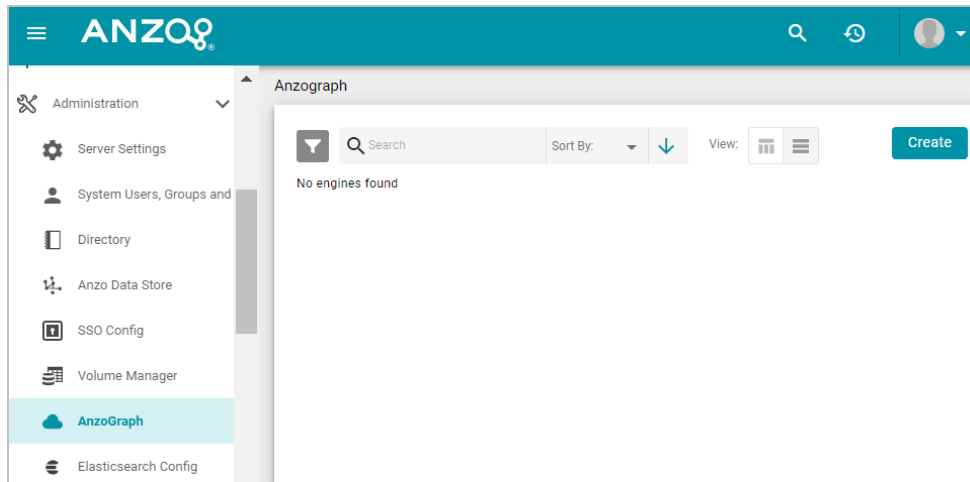 ANZO
Administration
Server Settings
System Users, Groups and
Directory
Anzo Data Store
SSO Config
Volume Manager
AnzoGraph
Elasticsearch Config
Anzograph
Search
Sort By:
View:
Create
No engines found